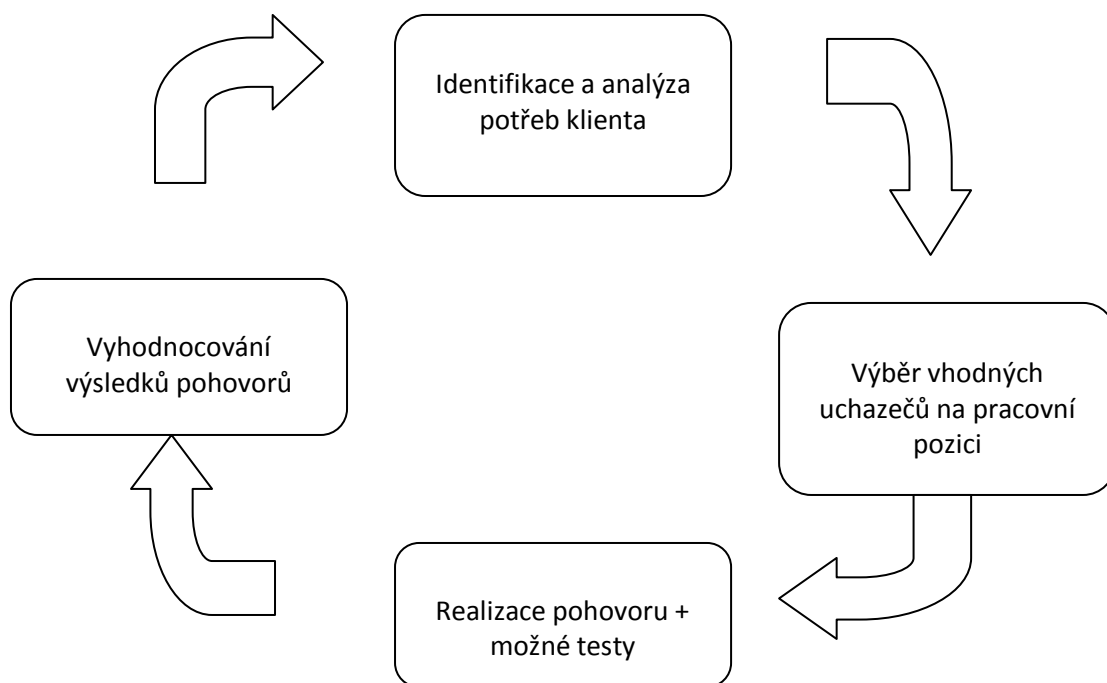 Identifikace a analýza
potřeb klienta
Výběr vhodných
uchazečů na pracovní
pozici
Realizace pohovoru +
možné testy
Vyhodnocování
výsledků pohovorů